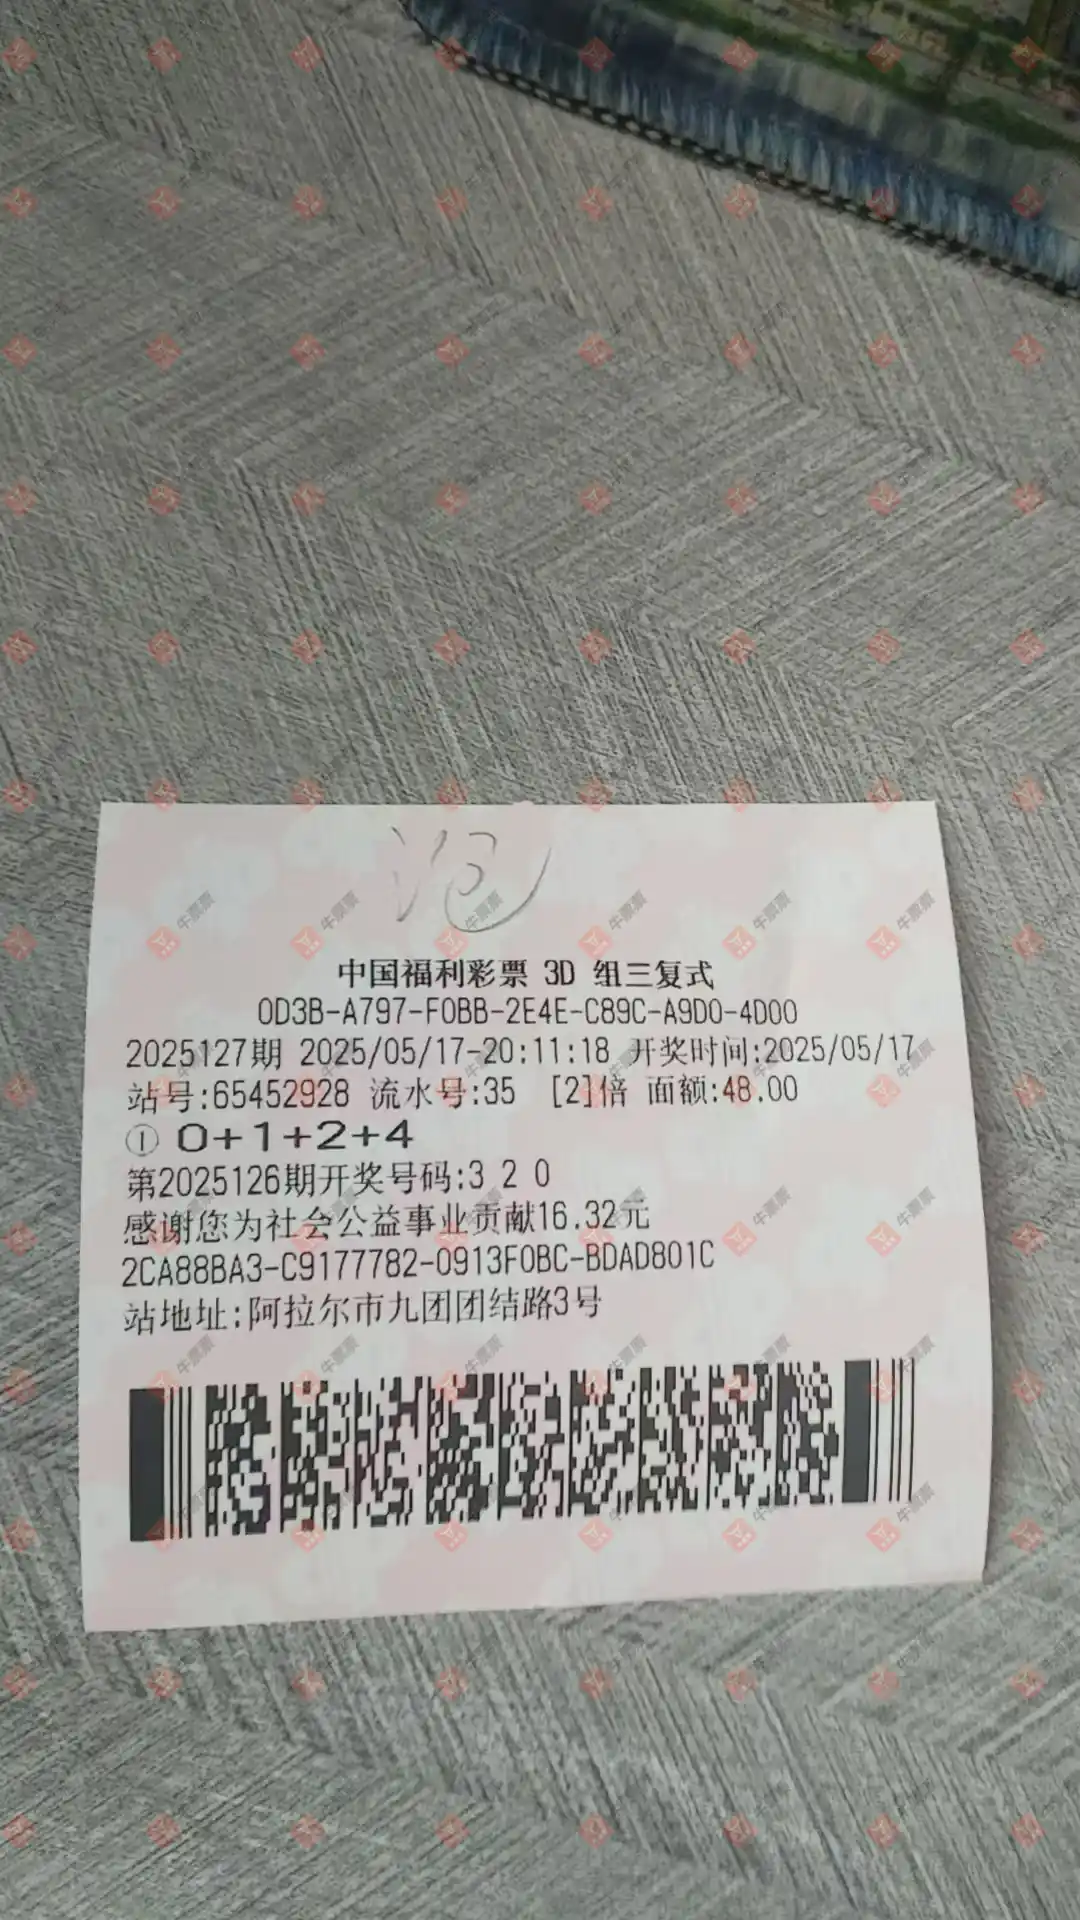 中国福利彩票 3D 组三复式
0D3B-A797-F0BB-2E4E-C89C-A9D0-4D00
2025127期 2025/05/17-20:11:18 开奖时间:2025/05/17
站号:65452928 流水号:35 [2]倍 面额:48.00
① 0+1+2+4
第2025126期开奖号码:3 2 0
感谢您为社会公益事业贡献16.32元
2CA88BA3-C9177782-0913F0BC-BDAD801C
站地址:阿拉尔市九团团结路3号
牛票票